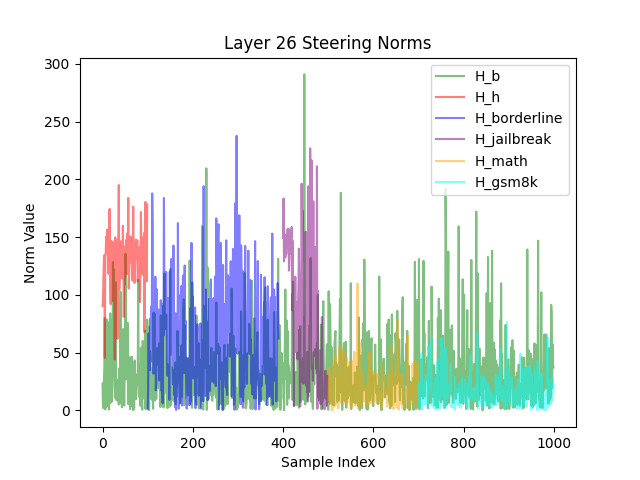 Layer 26 Steering Norms
300
250
200
150
100
50
0
Norm Value
H_b
H_h
H_borderline
H_jailbreak
H_math
H_gsm8k
0 200 400 600 800 1000
Sample Index